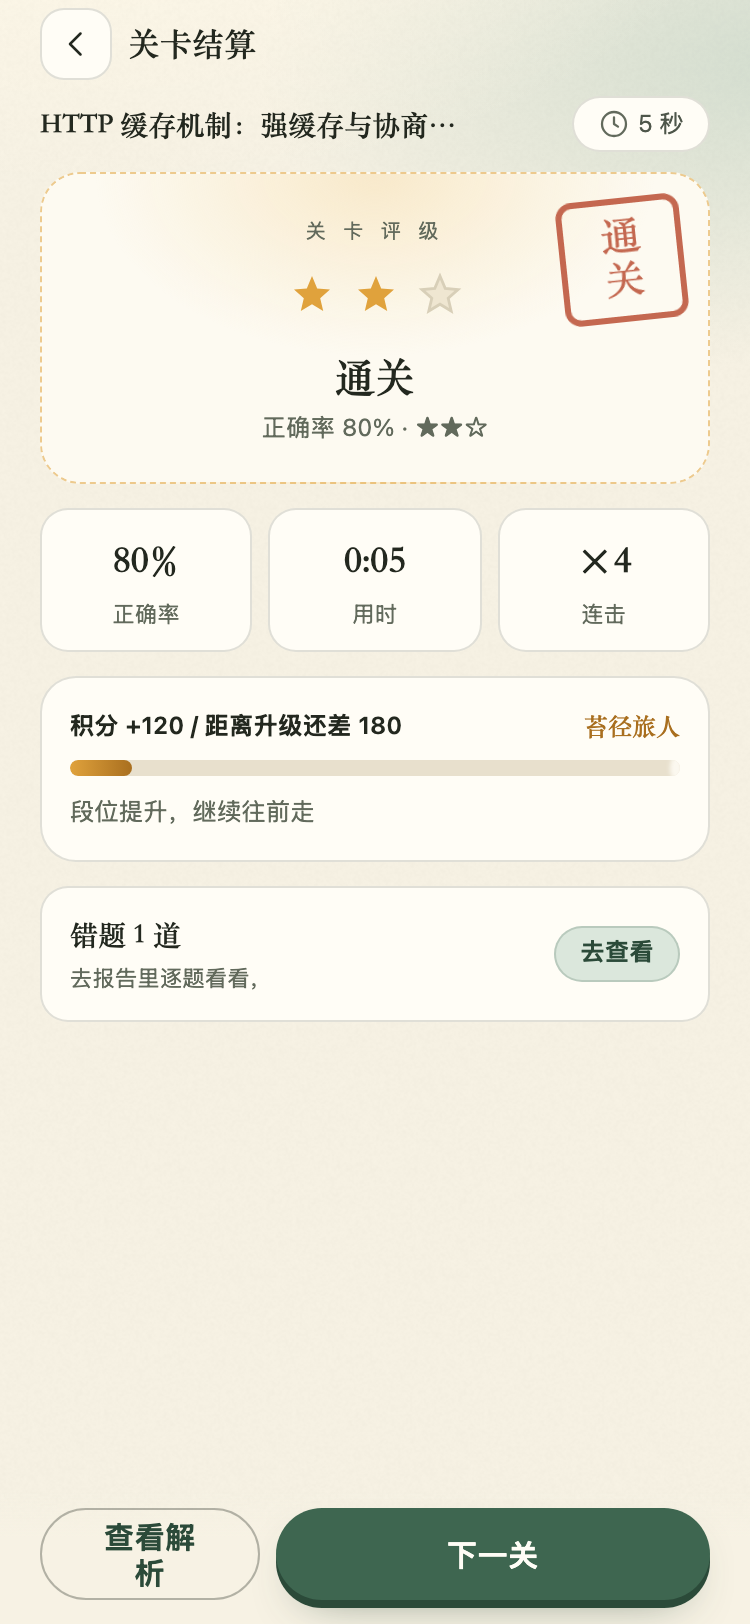 关卡结算
HTTP 缓存机制：强缓存与协商…
5 秒
关卡评级
通
关
通关
正确率 80% · ★★☆
80%
正确率
0:05
用时
×4
连击
积分 +120 / 距离升级还差 180
苔径旅人
段位提升，继续往前走
错题 1 道
去报告里逐题看看，
去查看
查看解
析
下一关